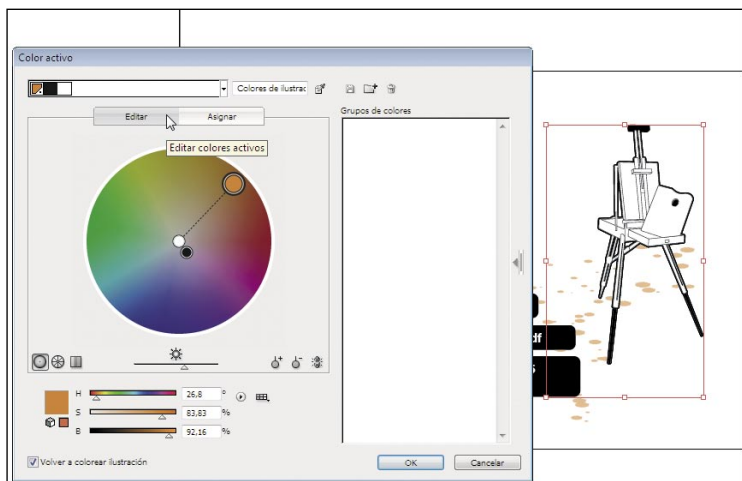 Color activo
Colores de ilustrac
Editar
Asignar
Grupos de colores
Editar colores activos
df
s
H 26,8 °
S 83,83 %
B 92,16 %
Volver a colorear ilustración
OK
Cancelar